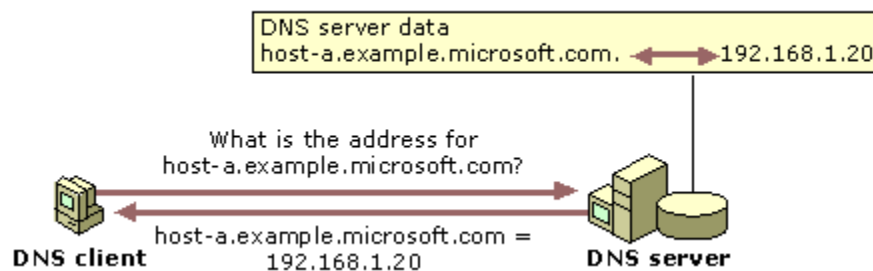 DNS server data
host-a.example.microsoft.com. 192.168.1.20
What is the address for
host-a.example.microsoft.com?
host-a.example.microsoft.com =
192.168.1.20
DNS client
DNS server